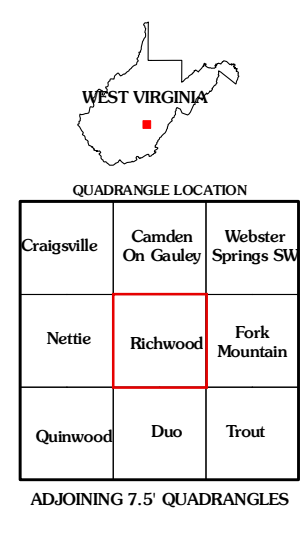 WEST VIRGINIA
QUADRANGLE LOCATION
Craigsville
Camden
On Gauley
Webster
Springs SW
Nettie
Richwood
Fork
Mountain
Quinwood
Duo
Trout
ADJOINING 7.5' QUADRANGLES